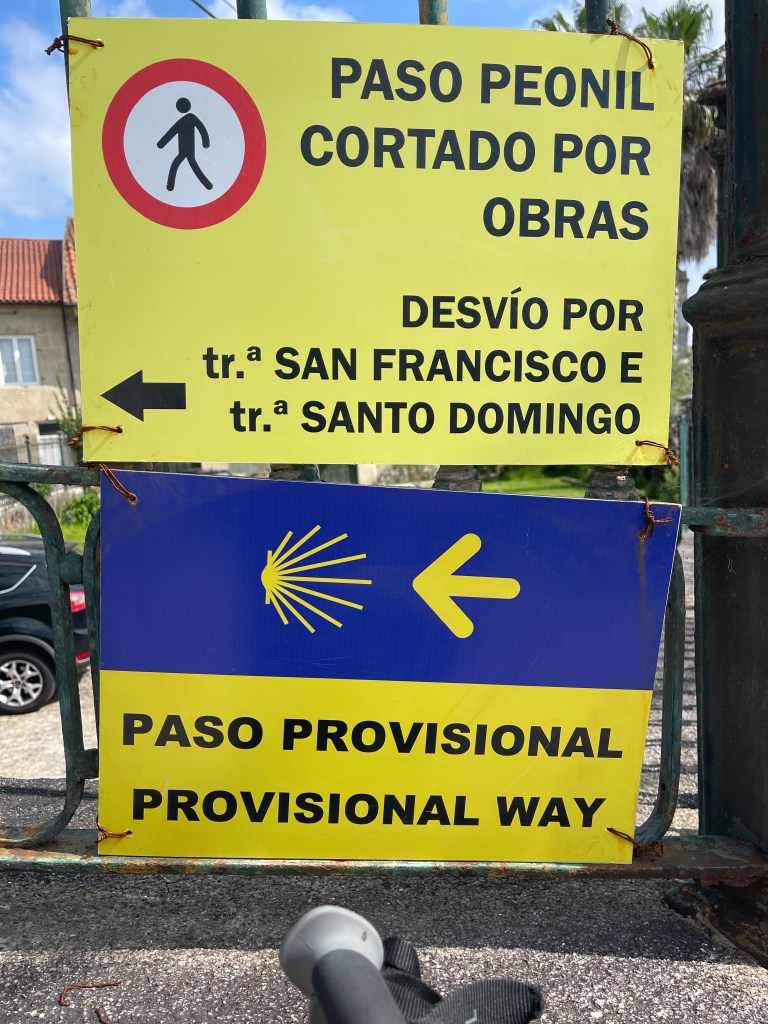 PASO PEONIL
CORTADO POR
OBRAS
DESVÍO POR
tr.ª SAN FRANCISCO E
tr.ª SANTO DOMINGO
PASO PROVISIONAL
PROVISIONAL WAY